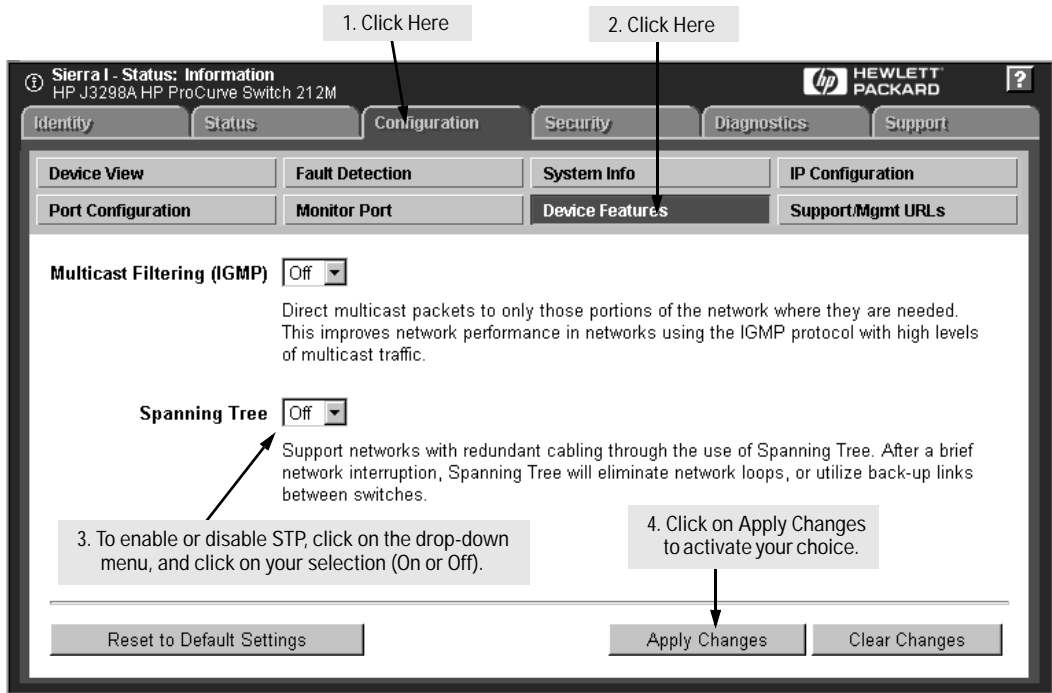 1. Click Here
2. Click Here
Sierra I - Status: Information
HP J3298A HP ProCurve Switch 212M
hp
HEWLETT
PACKARD
?
Identity
Status
Configuration
Security
Diagnostics
Support
Device View
Fault Detection
System Info
IP Configuration
Port Configuration
Monitor Port
Device Features
Support/Mgmt URLs
Multicast Filtering (IGMP)
Off
Direct multicast packets to only those portions of the network where they are needed.
This improves network performance in networks using the IGMP protocol with high levels
of multicast traffic.
Spanning Tree
Off
Support networks with redundant cabling through the use of Spanning Tree. After a brief
network interruption, Spanning Tree will eliminate network loops, or utilize back-up links
between switches.
3. To enable or disable STP, click on the drop-down
menu, and click on your selection (On or Off).
4. Click on Apply Changes
to activate your choice.
Reset to Default Settings
Apply Changes
Clear Changes